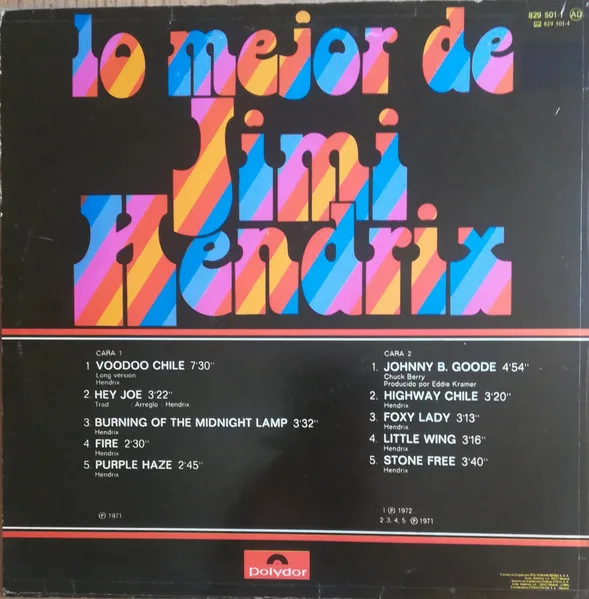 829 501-1 AD
829 501-4
lo mejor de
Jimi
Hendrix
CARA 1
1 VOODOO CHILE 7'30''
Long version
Hendrix
2. HEY JOE 3'22''
Trad Arreglo : Hendrix
3. BURNING OF THE MIDNIGHT LAMP 3'32''
Hendrix
4. FIRE 2'30''
Hendrix
5. PURPLE HAZE 2'45''
Hendrix
Ⓟ 1971
CARA 2
1. JOHNNY B. GOODE 4'54''
Chuck Berry
Producido por Eddie Kramer
2. HIGHWAY CHILE 3'20''
Hendrix
3. FOXY LADY 3'13''
Hendrix
4. LITTLE WING 3'16''
Hendrix
5. STONE FREE 3'40''
Hendrix
1 Ⓟ 1972
2 3, 4, 5 Ⓟ 1971
polydor